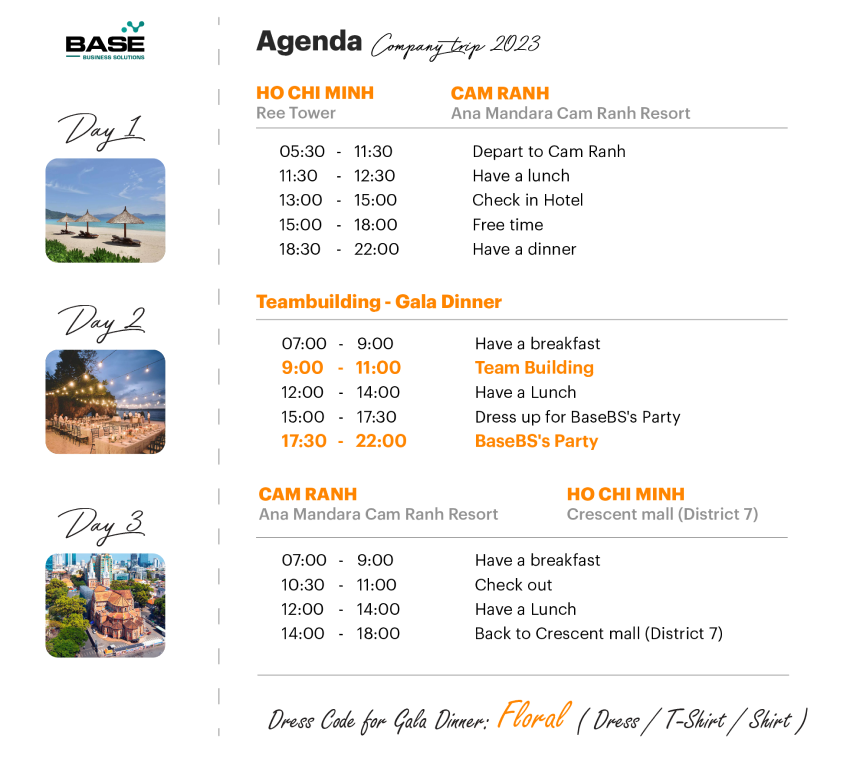 BASE
BUSINESS SOLUTIONS
Agenda Company trip 2023
Day 1
HO CHI MINH CAM RANH
Ree Tower Ana Mandara Cam Ranh Resort
05:30 - 11:30 Depart to Cam Ranh
11:30 - 12:30 Have a lunch
13:00 - 15:00 Check in Hotel
15:00 - 18:00 Free time
18:30 - 22:00 Have a dinner
Day 2
Teambuilding - Gala Dinner
07:00 - 9:00 Have a breakfast
9:00 - 11:00 Team Building
12:00 - 14:00 Have a Lunch
15:00 - 17:30 Dress up for BaseBS's Party
17:30 - 22:00 BaseBS's Party
Day 3
CAM RANH HO CHI MINH
Ana Mandara Cam Ranh Resort Crescent mall (District 7)
07:00 - 9:00 Have a breakfast
10:30 - 11:00 Check out
12:00 - 14:00 Have a Lunch
14:00 - 18:00 Back to Crescent mall (District 7)
Dress Code for Gala Dinner: Floral ( Dress / T-Shirt / Shirt )